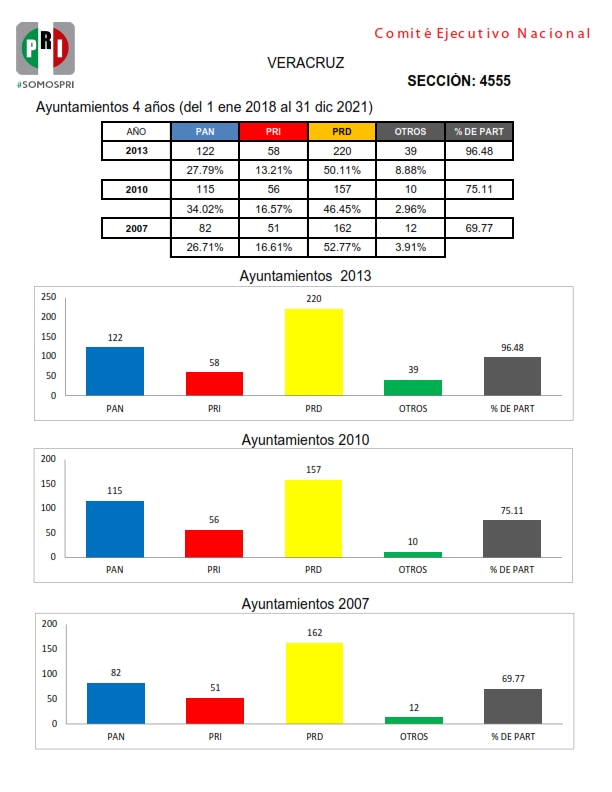 Comité Ejecutivo Nacional
PRI
#SOMOSPRI
VERACRUZ
SECCIÓN: 4555
Ayuntamientos 4 años (del 1 ene 2018 al 31 dic 2021)
AÑO PAN PRI PRD OTROS % DE PART
2013 122 58 220 39 96.48
27.79% 13.21% 50.11% 8.88%
2010 115 56 157 10 75.11
34.02% 16.57% 46.45% 2.96%
2007 82 51 162 12 69.77
26.71% 16.61% 52.77% 3.91%
Ayuntamientos 2013
250
200
150
100
50
0
122 58 220 39 96.48
PAN PRI PRD OTROS % DE PART
Ayuntamientos 2010
200
150
100
50
0
115 56 157 10 75.11
PAN PRI PRD OTROS % DE PART
Ayuntamientos 2007
200
150
100
50
0
82 51 162 12 69.77
PAN PRI PRD OTROS % DE PART